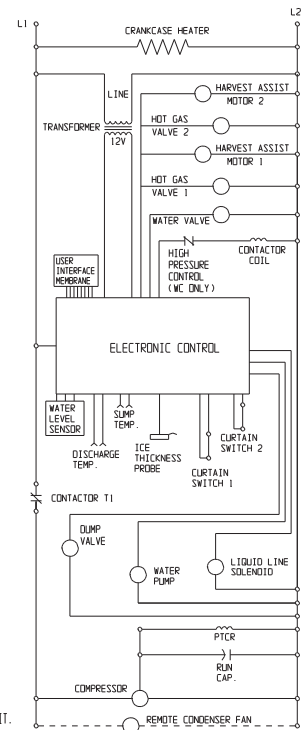 L1
L2
CRANKCASE HEATER
LINE
HARVEST ASSIST
MOTOR 2
TRANSFORMER
12V
HOT GAS
VALVE 2
HARVEST ASSIST
MOTOR 1
HOT GAS
VALVE 1
WATER VALVE
HIGH
PRESSURE
CONTROL
(WC ONLY)
CONTACTOR
COIL
USER
INTERFACE
MEMBRANE
ELECTRONIC CONTROL
WATER
LEVEL
SENSOR
SUMP
TEMP.
DISCHARGE
TEMP.
ICE
THICKNESS
PROBE
CURTAIN
SWITCH 2
CURTAIN
SWITCH 1
CONTACTOR T1
DUMP
VALVE
WATER
PUMP
LIQUID LINE
SOLENOID
PTCR
RUN
CAP.
COMPRESSOR
IT.
REMOTE CONDENSER FAN